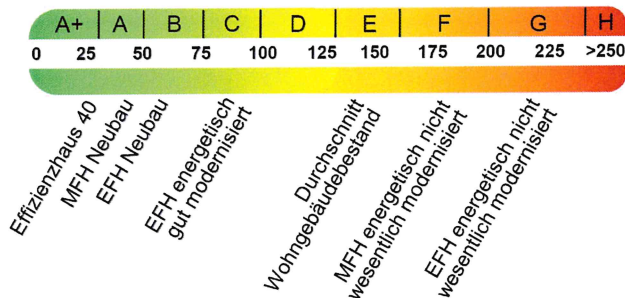 A+ A B C D E F G H
0 25 50 75 100 125 150 175 200 225 >250
Effizienzhaus 40
MFH Neubau
EFH Neubau
EFH energetisch
gut modernisiert
Durchschnitt
Wohngebäudebestand
MFH energetisch nicht
wesentlich modernisiert
EFH energetisch nicht
wesentlich modernisiert